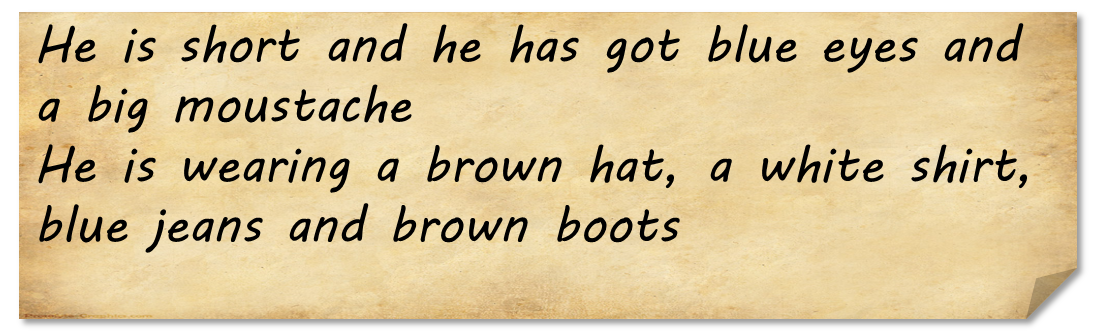 He is short and he has got blue eyes and
a big moustache
He is wearing a brown hat, a white shirt,
blue jeans and brown boots